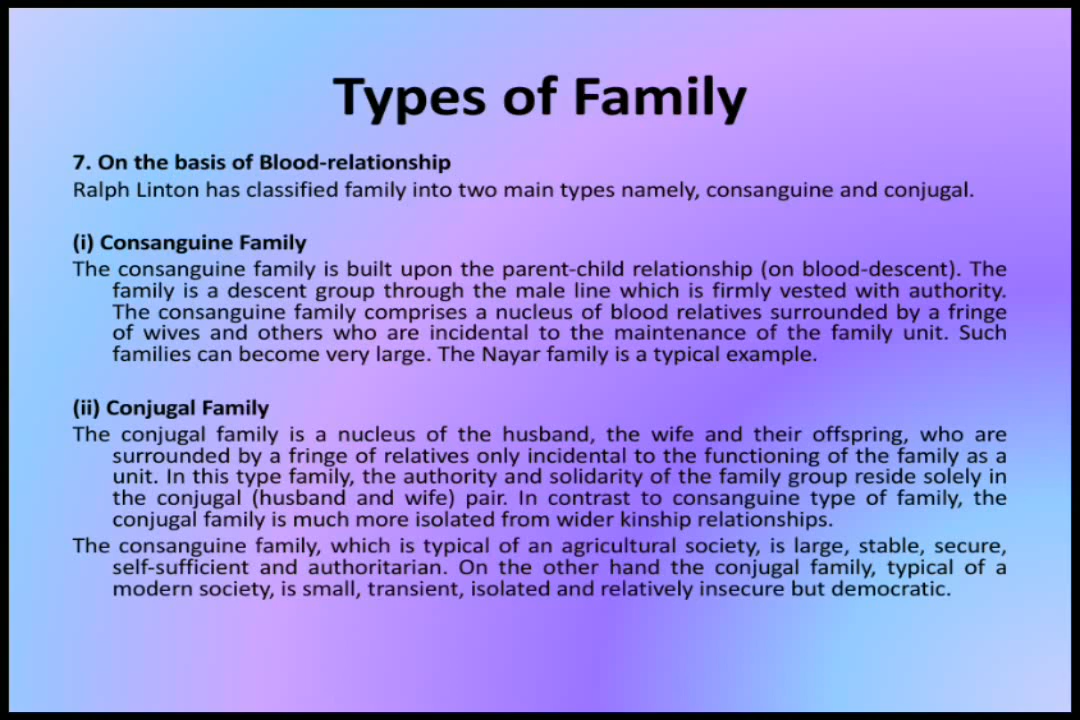 Types of Family
7. On the basis of Blood-relationship
Ralph Linton has classified family into two main types namely, consanguine and conjugal.
(i) Consanguine Family
The consanguine family is built upon the parent-child relationship (on blood-descent). The
family is a descent group through the male line which is firmly vested with authority.
The consanguine family comprises a nucleus of blood relatives surrounded by a fringe
of wives and others who are incidental to the maintenance of the family unit. Such
families can become very large. The Nayar family is a typical example.
(ii) Conjugal Family
The conjugal family is a nucleus of the husband, the wife and their offspring, who are
surrounded by a fringe of relatives only incidental to the functioning of the family as a
unit. In this type family, the authority and solidarity of the family group reside solely in
the conjugal (husband and wife) pair. In contrast to consanguine type of family, the
conjugal family is much more isolated from wider kinship relationships.
The consanguine family, which is typical of an agricultural society, is large, stable, secure,
self-sufficient and authoritarian. On the other hand the conjugal family, typical of a
modern society, is small, transient, isolated and relatively insecure but democratic.